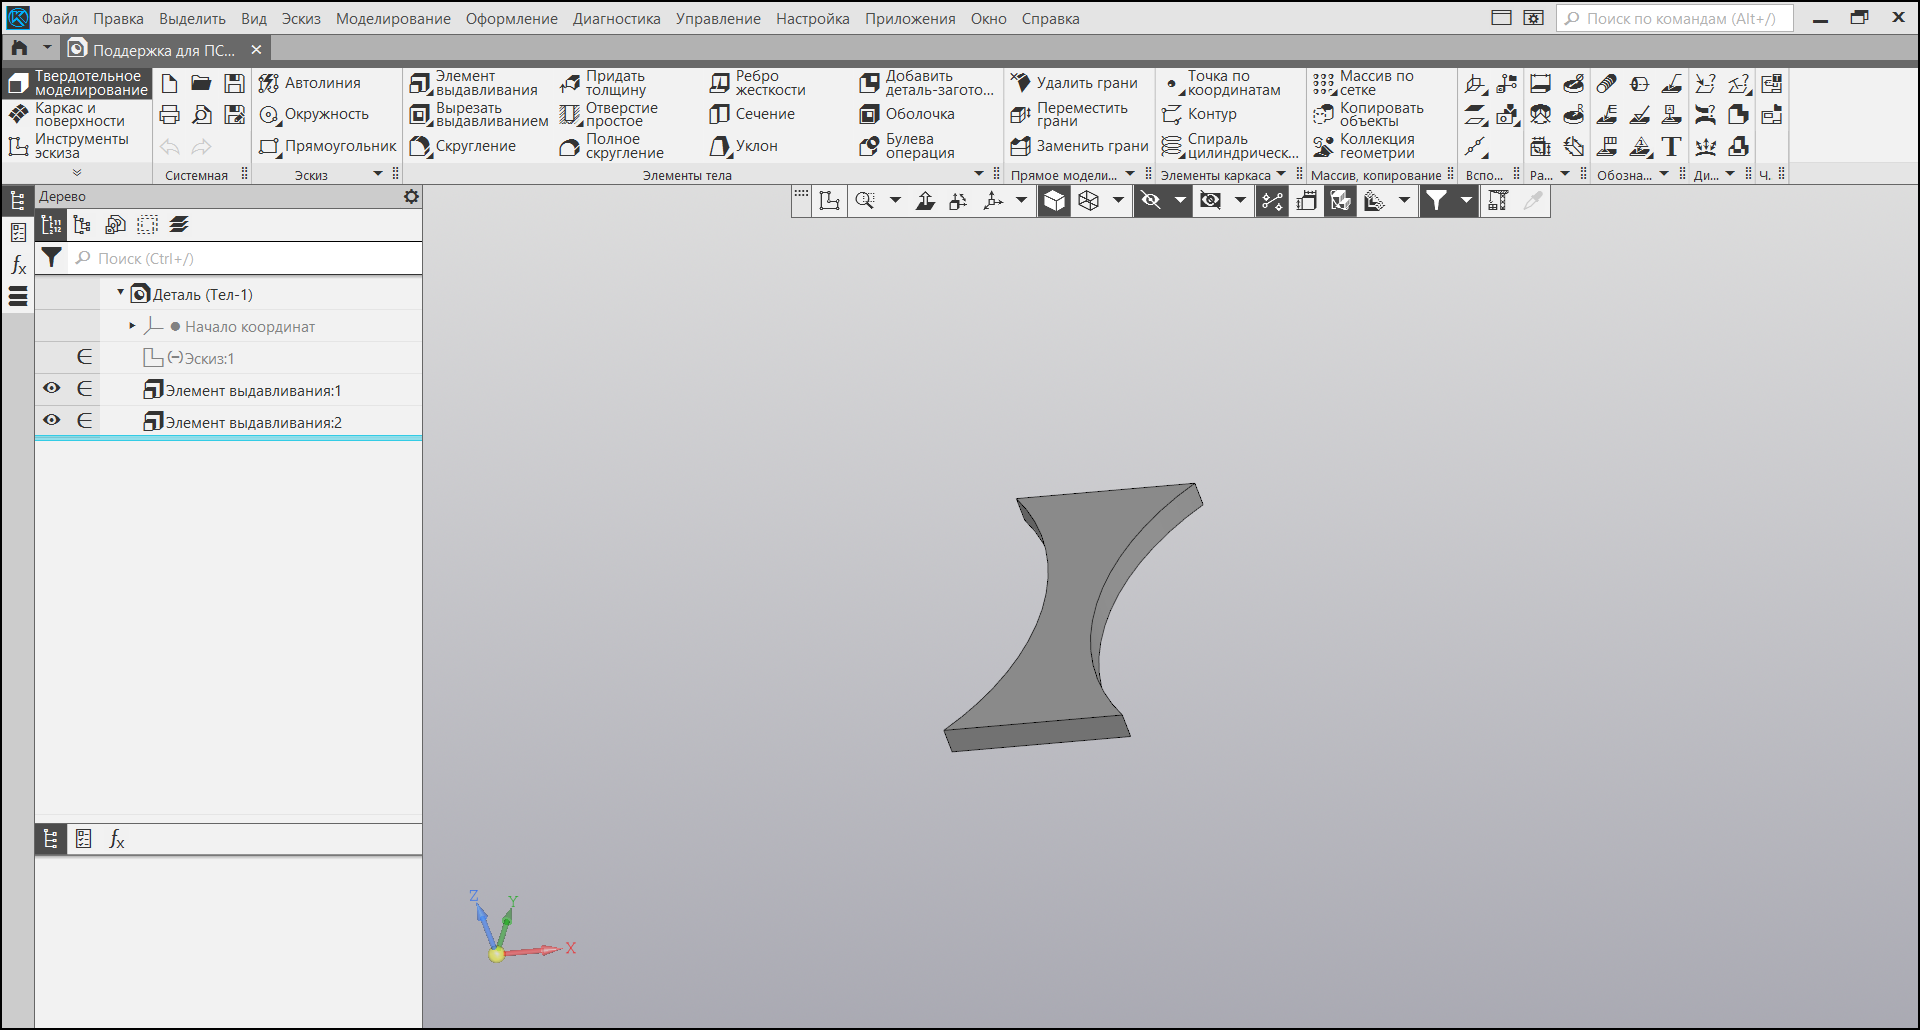 Файл Правка Выделить Вид Эскиз Моделирование Оформление Диагностика Управление Настройка Приложения Окно Справка Поиск по командам (Alt+/)
Поддержка для ПС...
Твердотельное моделирование
Каркас и поверхности
Инструменты эскиза
Системная
Автолиния
Окружность
Прямоугольник
Эскиз
Элемент выдавливания
Вырезать выдавливанием
Скругление
Придать толщину
Отверстие простое
Полное скругление
Ребро жесткости
Сечение
Уклон
Добавить деталь-загото...
Оболочка
Булева операция
Элементы тела
Удалить грани
Переместить грани
Заменить грани
Прямое модели...
Точка по координатам
Контур
Спираль цилиндрическ...
Элементы каркаса
Массив по сетке
Копировать объекты
Коллекция геометрии
Массив, копирование
Вспо...
Ра...
Обозна...
Ди...
Ч.
Дерево
Поиск (Ctrl+/)
Деталь (Тел-1)
Начало координат
(−)Эскиз:1
Элемент выдавливания:1
Элемент выдавливания:2
Z
Y
X